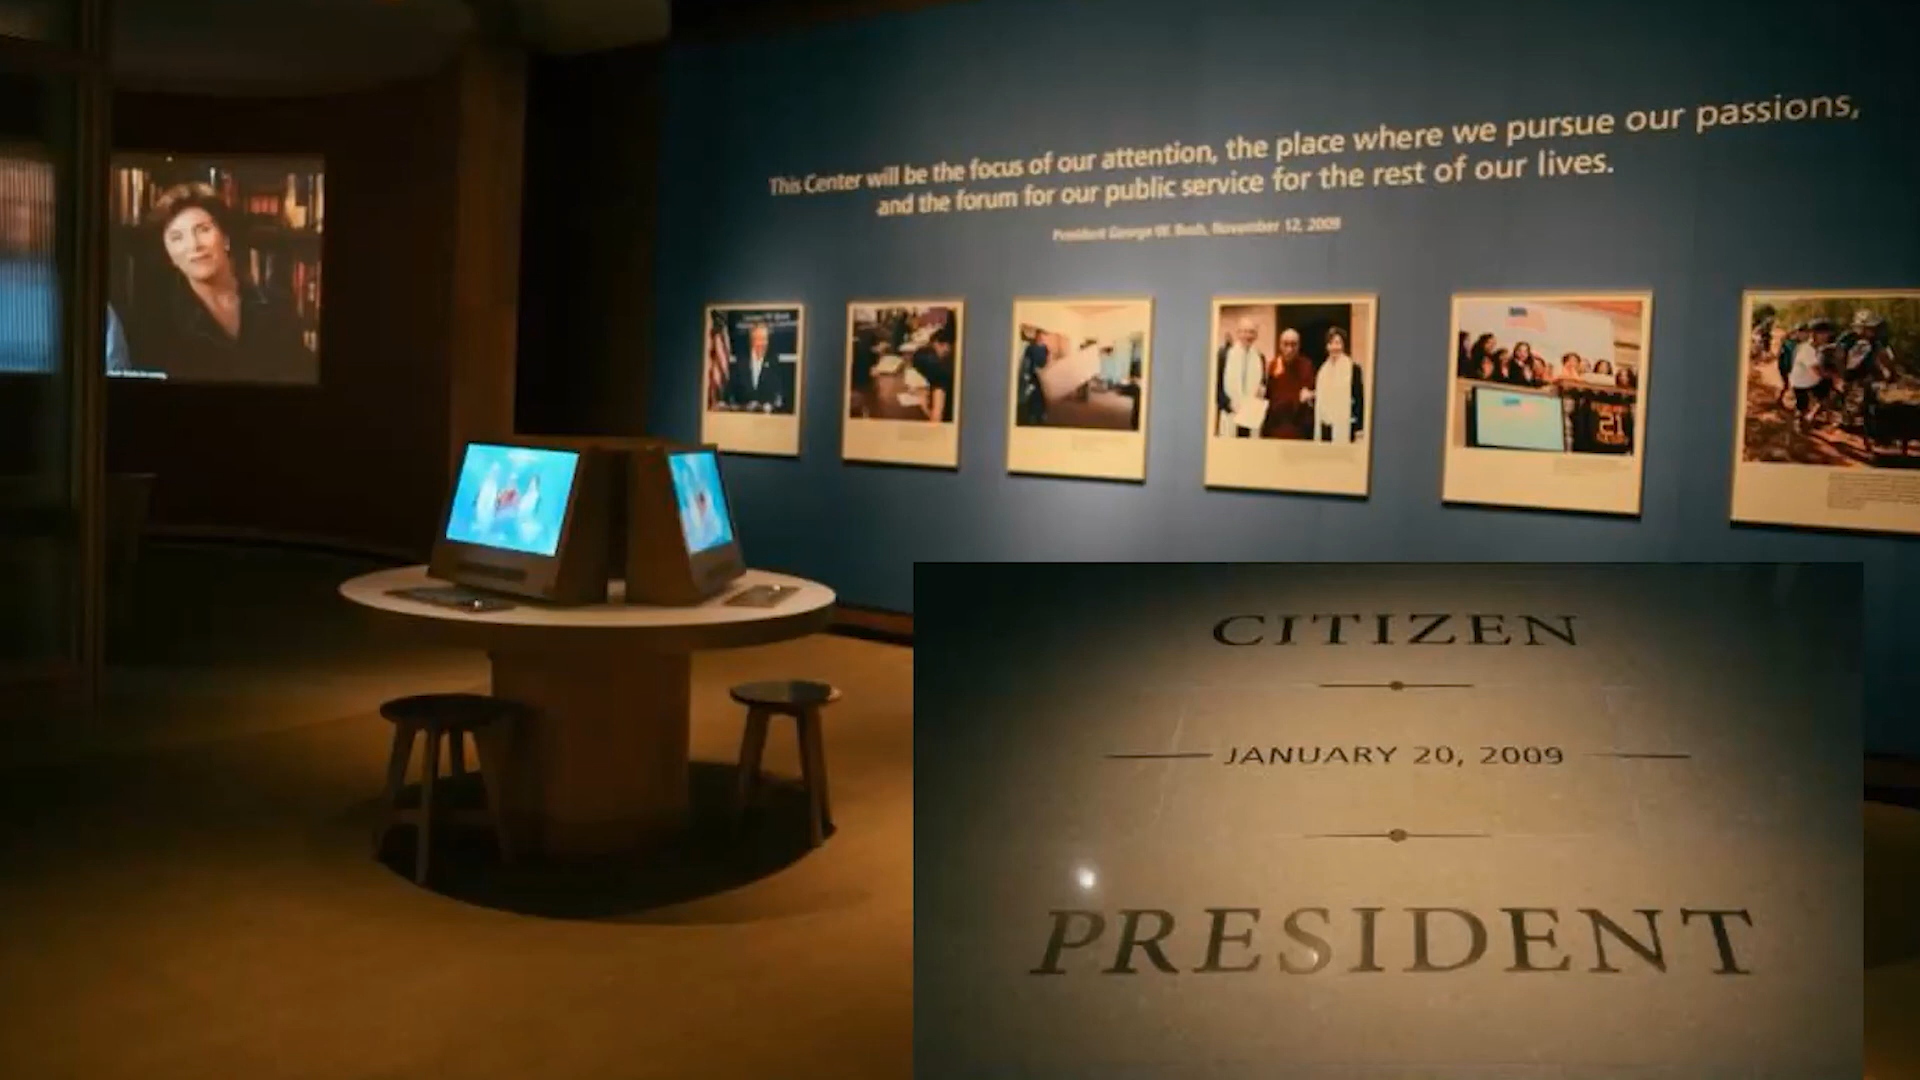 This Center will be the focus of our attention, the place where we pursue our passions,
and the forum for our public service for the rest of our lives.
President George W. Bush, November 12, 2008
21
CITIZEN
JANUARY 20, 2009
PRESIDENT